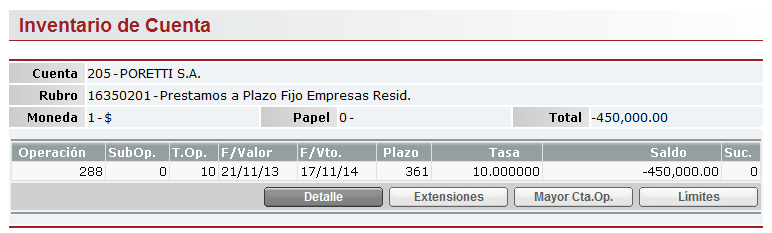 Inventario de Cuenta
Cuenta 205-PORETTI S.A.
Rubro 16350201-Prestamos a Plazo Fijo Empresas Resid.
Moneda 1-$ Papel 0- Total -450,000.00
Operación SubOp. T.Op. F/Valor F/Vto. Plazo Tasa Saldo Suc.
288 0 10 21/11/13 17/11/14 361 10.000000 -450,000.00 0
Detalle Extensiones Mayor Cta.Op. Límites